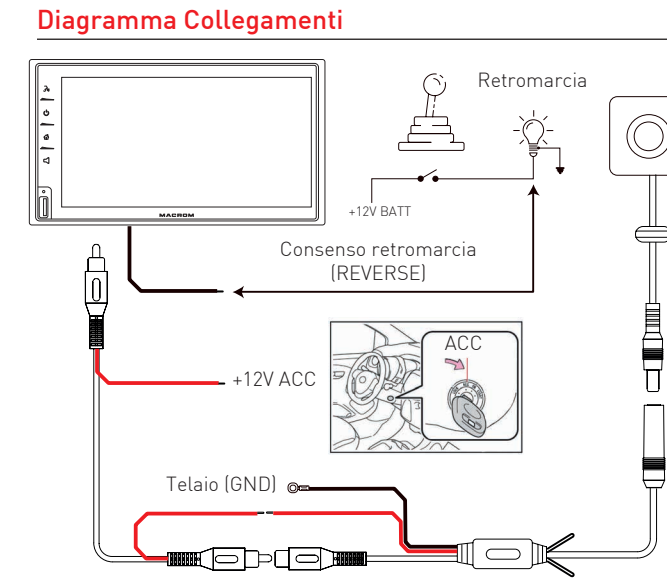 Diagramma Collegamenti
Retromarcia
+12V BATT
MACROM
Consenso retromarcia
(REVERSE)
ACC
+12V ACC
Telaio (GND)